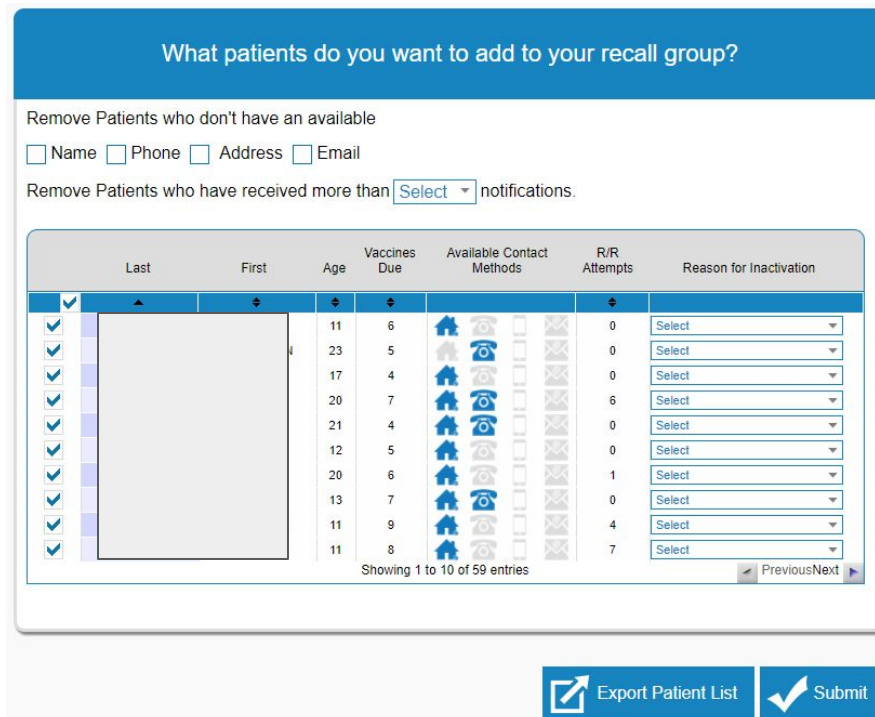 What patients do you want to add to your recall group?
Remove Patients who don't have an available
Name Phone Address Email
Remove Patients who have received more than Select notifications.
Last First Age Vaccines Due Available Contact Methods R/R Attempts Reason for Inactivation
11 6 0 Select
N 23 5 0 Select
17 4 0 Select
20 7 6 Select
21 4 0 Select
12 5 0 Select
20 6 1 Select
13 7 0 Select
11 9 4 Select
11 8 7 Select
Showing 1 to 10 of 59 entries PreviousNext
Export Patient List Submit